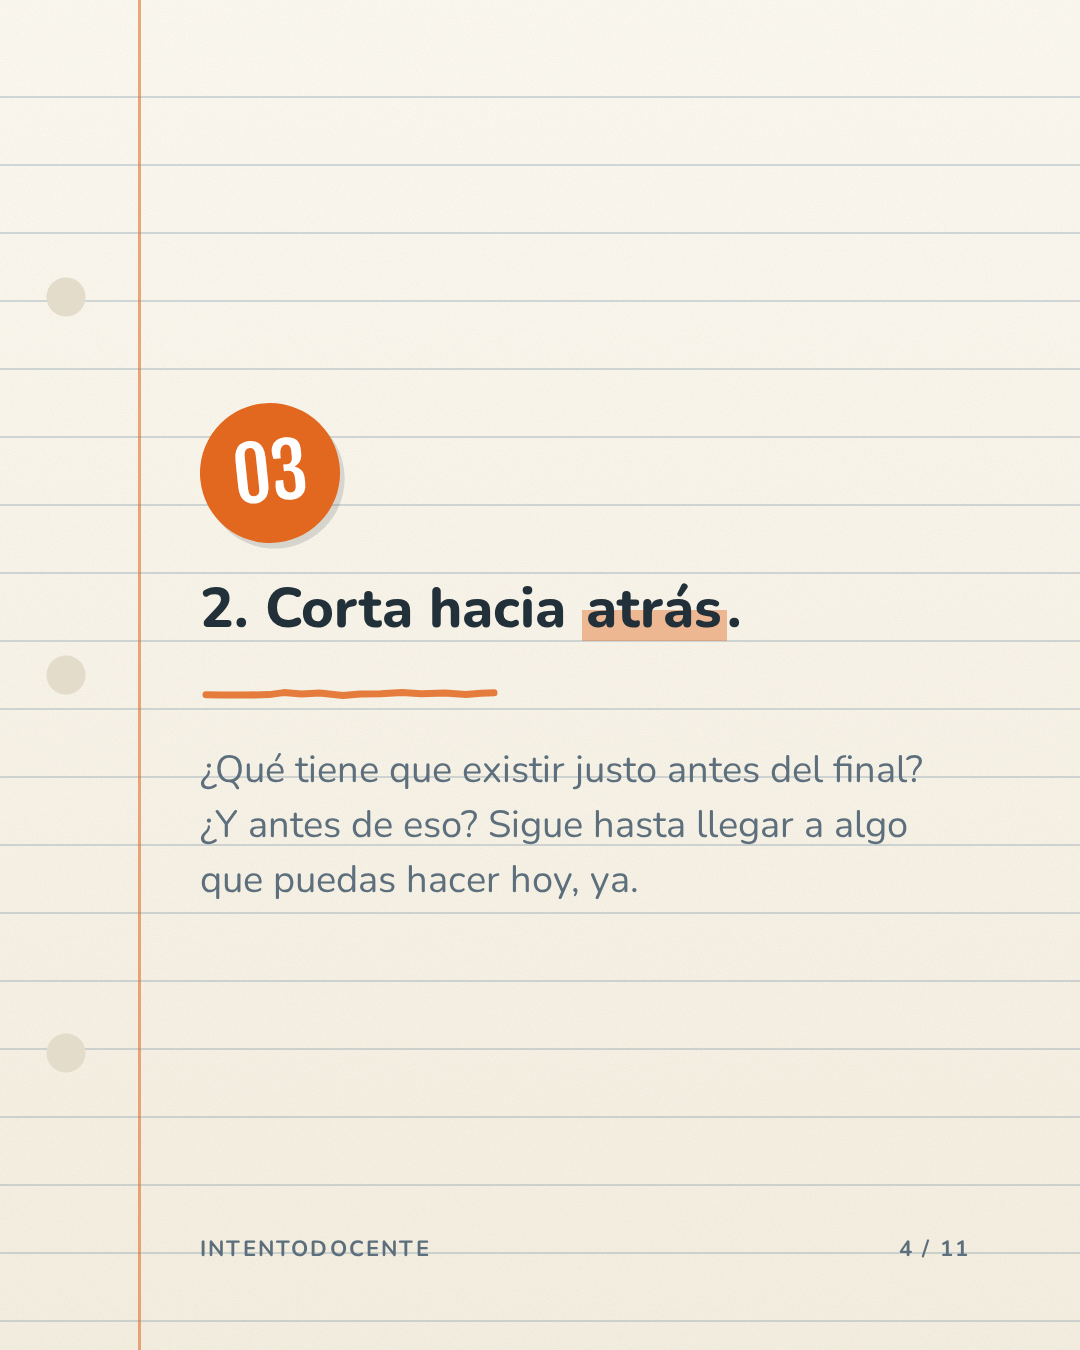 03
2. Corta hacia atrás.
¿Qué tiene que existir justo antes del final?
¿Y antes de eso? Sigue hasta llegar a algo
que puedas hacer hoy, ya.
INTENTODOCENTE
4 / 11